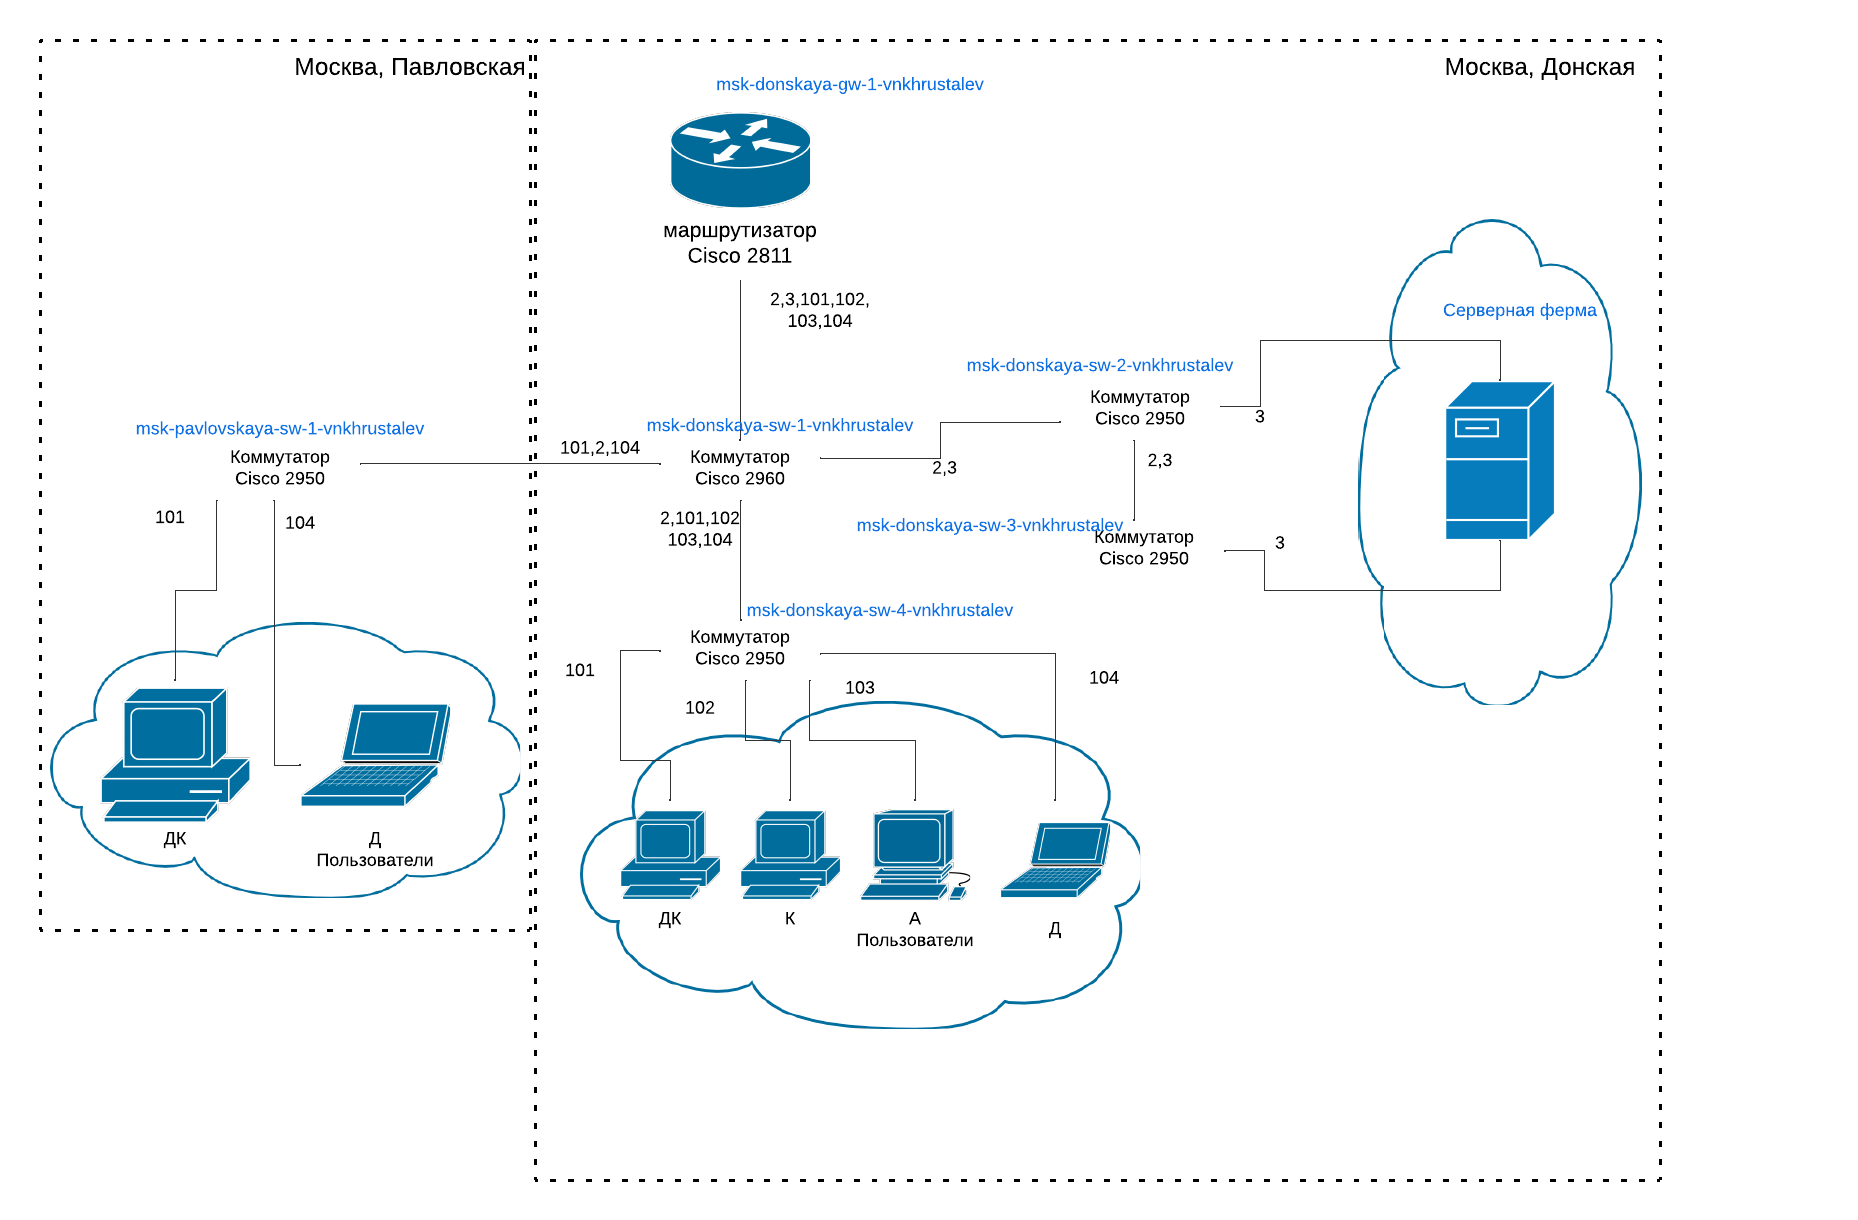 Москва, Павловская
Москва, Донская
msk-donskaya-gw-1-vnkhrustalev
маршрутизатор
Cisco 2811
2,3,101,102,
103,104
Серверная ферма
msk-donskaya-sw-2-vnkhrustalev
Коммутатор
Cisco 2950
3
msk-pavlovskaya-sw-1-vnkhrustalev
Коммутатор
Cisco 2950
101,2,104
msk-donskaya-sw-1-vnkhrustalev
Коммутатор
Cisco 2960
2,3
2,3
101
104
2,101,102
103,104
msk-donskaya-sw-3-vnkhrustalev
Коммутатор
Cisco 2950
3
msk-donskaya-sw-4-vnkhrustalev
Коммутатор
Cisco 2950
101
102
103
104
ДК
Д
Пользователи
ДК
К
А
Пользователи
Д